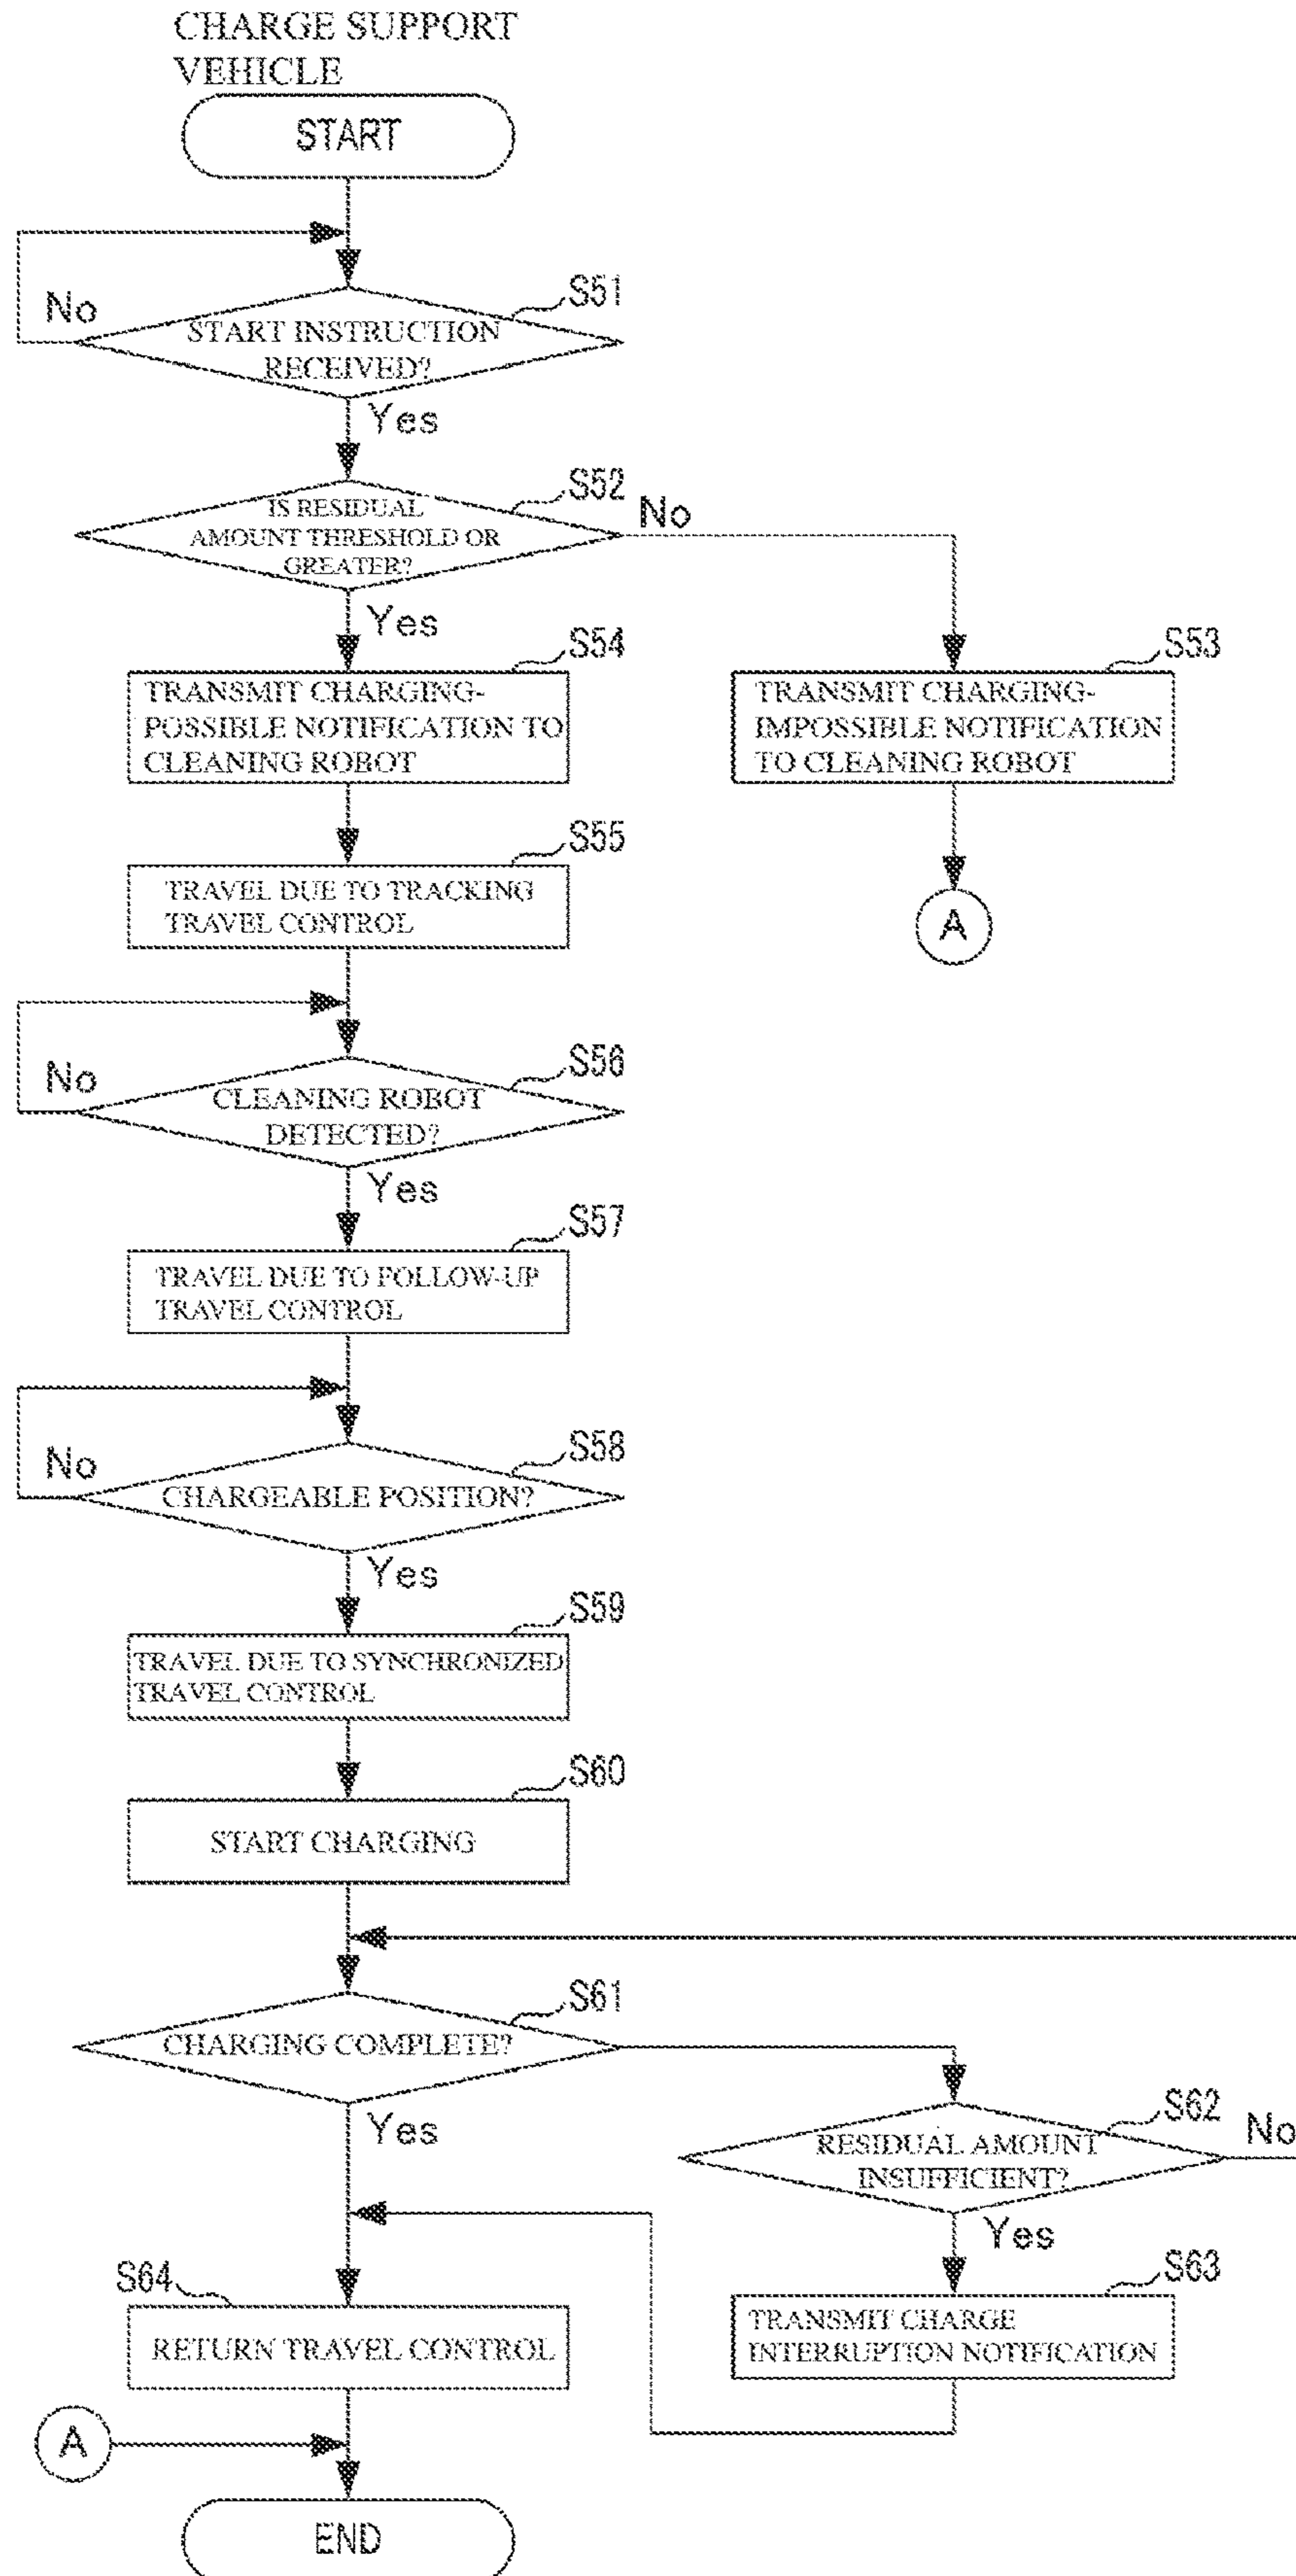 CHARGE SUPPORT
VEHICLE
START
No
S51
START INSTRUCTION
RECEIVED?
Yes
S52
IS RESIDUAL
AMOUNT THRESHOLD OR
GREATER?
No
Yes
S54
TRANSMIT CHARGING-
POSSIBLE NOTIFICATION TO
CLEANING ROBOT
S53
TRANSMIT CHARGING-
IMPOSSIBLE NOTIFICATION
TO CLEANING ROBOT
S55
TRAVEL DUE TO TRACKING
TRAVEL CONTROL
A
No
S56
CLEANING ROBOT
DETECTED?
Yes
S57
TRAVEL DUE TO FOLLOW-UP
TRAVEL CONTROL
No
S58
CHARGEABLE POSITION?
Yes
S59
TRAVEL DUE TO SYNCHRONIZED
TRAVEL CONTROL
S60
START CHARGING
S61
CHARGING COMPLETE?
Yes
S62
RESIDUAL AMOUNT
INSUFFICIENT?
No
Yes
S64
RETURN TRAVEL CONTROL
S63
TRANSMIT CHARGE
INTERRUPTION NOTIFICATION
A
END